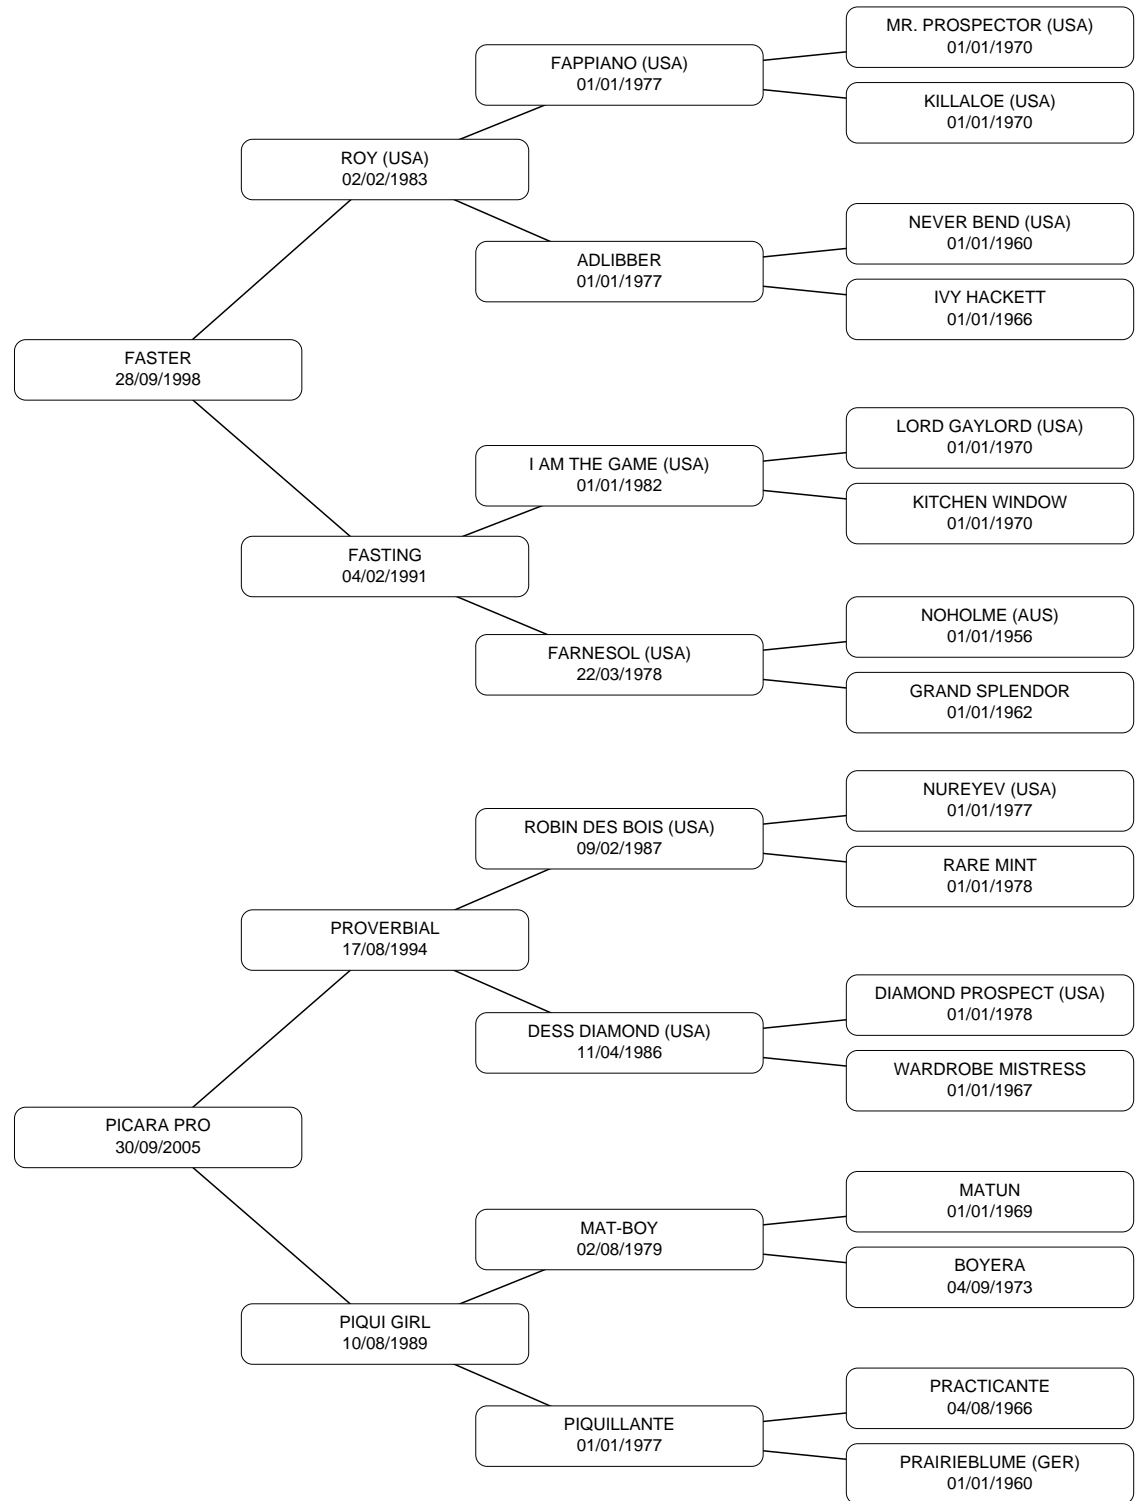 MR. PROSPECTOR (USA)
01/01/1970
FAPPIANO (USA)
01/01/1977
KILLALOE (USA)
01/01/1970
ROY (USA)
02/02/1983
NEVER BEND (USA)
01/01/1960
ADLIBBER
01/01/1977
IVY HACKETT
01/01/1966
FASTER
28/09/1998
LORD GAYLORD (USA)
01/01/1970
I AM THE GAME (USA)
01/01/1982
KITCHEN WINDOW
01/01/1970
FASTING
04/02/1991
NOHOLME (AUS)
01/01/1956
FARNESOL (USA)
22/03/1978
GRAND SPLENDOR
01/01/1962
NUREYEV (USA)
01/01/1977
ROBIN DES BOIS (USA)
09/02/1987
RARE MINT
01/01/1978
PROVERBIAL
17/08/1994
DIAMOND PROSPECT (USA)
01/01/1978
DESS DIAMOND (USA)
11/04/1986
WARDROBE MISTRESS
01/01/1967
PICARA PRO
30/09/2005
MATUN
01/01/1969
MAT-BOY
02/08/1979
BOYERA
04/09/1973
PIQUI GIRL
10/08/1989
PRACTICANTE
04/08/1966
PIQUILLANTE
01/01/1977
PRAIRIEBLUME (GER)
01/01/1960